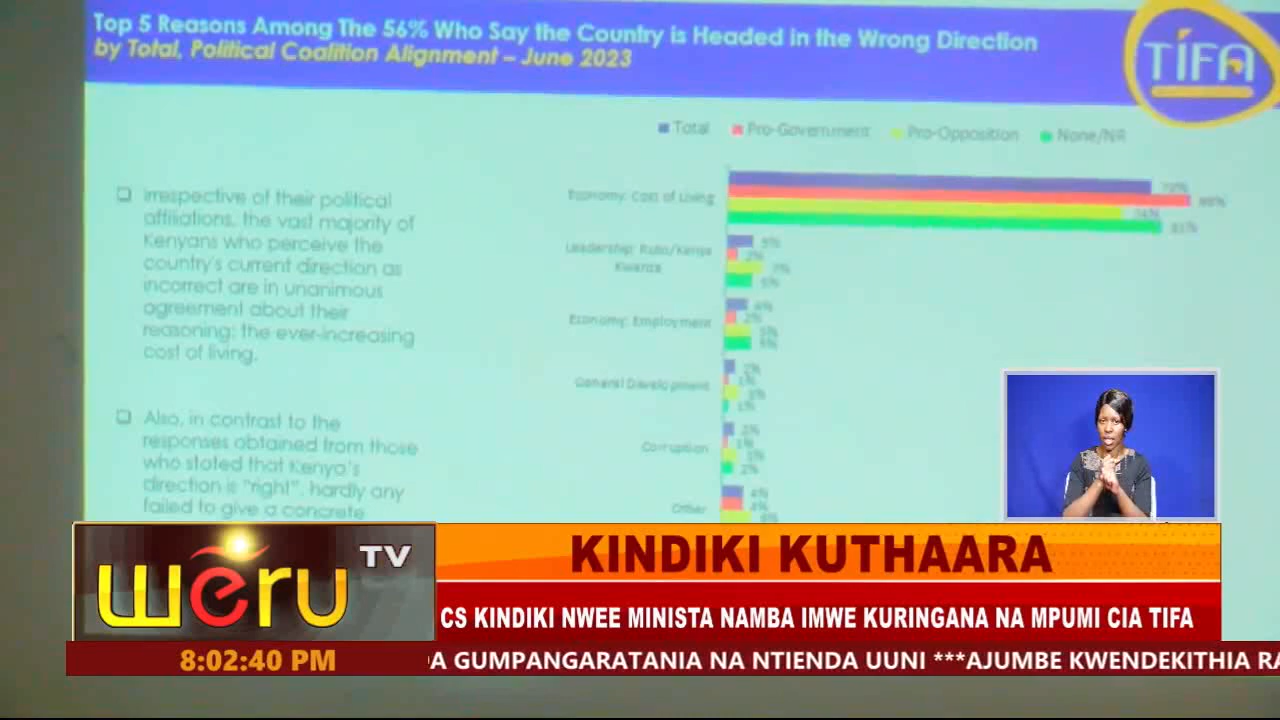 Top 5 Reasons Among The 56% Who Say the Country is Headed in the Wrong Direction
by Total, Political Coalition Alignment – June 2023
TIFA
Total Pro-Government Pro-Opposition None/NR
❑ Irrespective of their political
affiliations, the vast majority of
Kenyans who perceive the
country's current direction as
incorrect are in unanimous
agreement about their
reasoning: the ever-increasing
cost of living.
❑ Also, in contrast to the
responses obtained from those
who stated that Kenya's
direction is "right", hardly any
failed to give a concrete
Economy: Cost of Living
Leadership: Ruto/Kenya
Kwanza
Economy: Employment
General Development
Corruption
Other
4%
4%
weru TV
KINDIKI KUTHAARA
CS KINDIKI NWEE MINISTA NAMBA IMWE KURINGANA NA MPUMI CIA TIFA
8:02:40 PM
A GUMPANGARATANIA NA NTIENDA UUNI ***AJUMBE KWENDEKITHIA RA